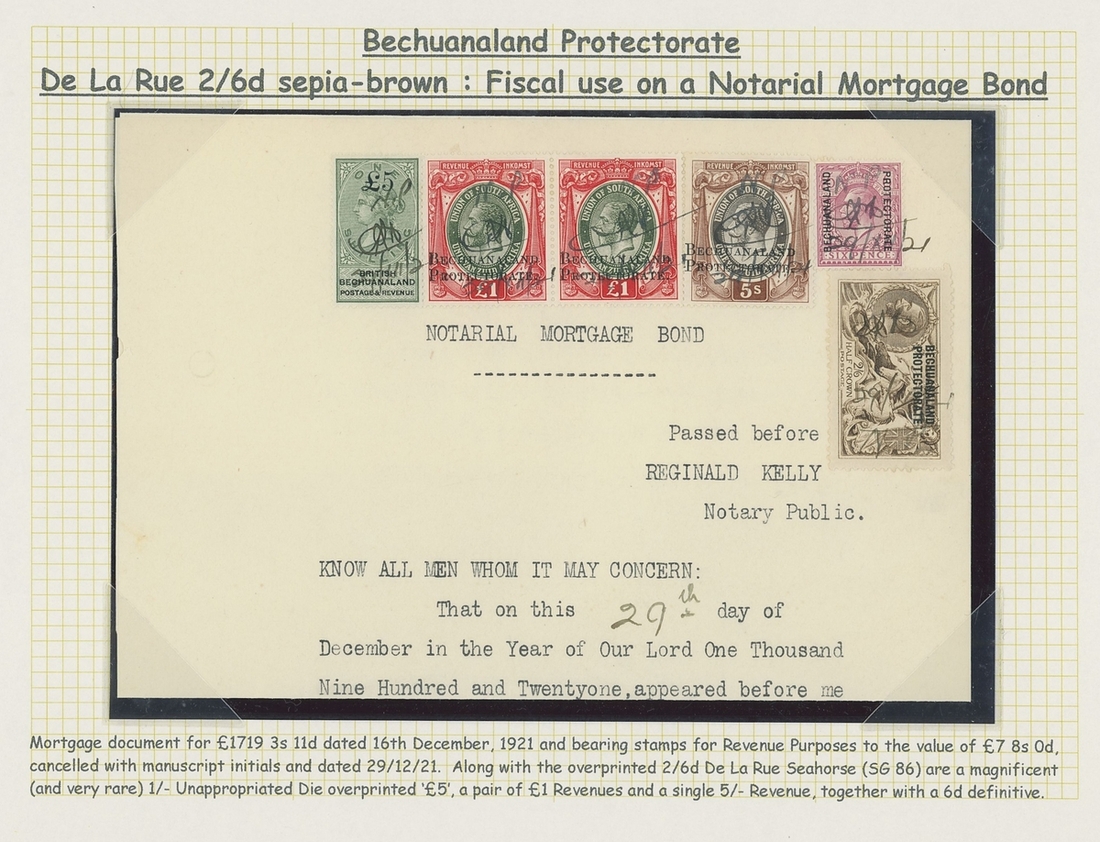 Bechuanaland Protectorate
De La Rue 2/6d sepia-brown : Fiscal use on a Notarial Mortgage Bond
£5
BRITISH
BECHUANALAND
POSTAGE & REVENUE
REVENUE INKOMST
UNION OF SOUTH AFRICA
BECHUANALAND
PROTECTORATE
£1
REVENUE INKOMST
UNION OF SOUTH AFRICA
BECHUANALAND
PROTECTORATE
£1
REVENUE INKOMST
UNION OF SOUTH AFRICA
BECHUANALAND
PROTECTORATE
5s
BECHUANALAND
PROTECTORATE
SIXPENCE
BECHUANALAND
PROTECTORATE
HALF CROWN
2/6
POSTAGE
NOTARIAL MORTGAGE BOND
---------------
Passed before
REGINALD KELLY
Notary Public.
KNOW ALL MEN WHOM IT MAY CONCERN:
That on this 29th day of
December in the Year of Our Lord One Thousand
Nine Hundred and Twentyone,appeared before me
Mortgage document for £1719 3s 11d dated 16th December, 1921 and bearing stamps for Revenue Purposes to the value of £7 8s 0d,
cancelled with manuscript initials and dated 29/12/21. Along with the overprinted 2/6d De La Rue Seahorse (SG 86) are a magnificent
(and very rare) 1/- Unappropriated Die overprinted '£5', a pair of £1 Revenues and a single 5/- Revenue, together with a 6d definitive.